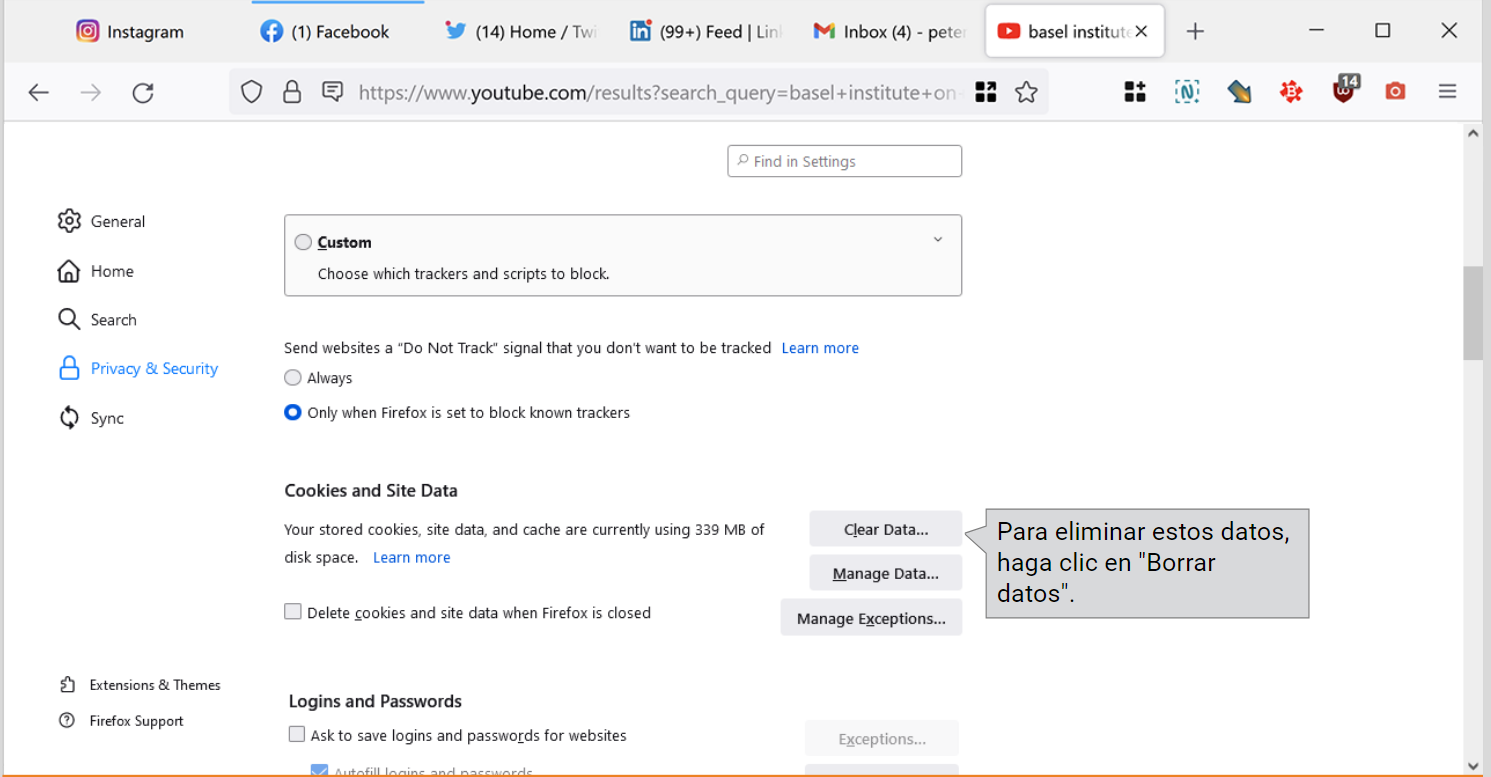 Instagram
(1) Facebook
(14) Home / Twi
(99+) Feed | Lin
Inbox (4) - peter
basel institute
https://www.youtube.com/results?search_query=basel+institute+on-
14
Find in Settings
General
Home
Search
Privacy & Security
Sync
Extensions & Themes
Firefox Support
Custom
Choose which trackers and scripts to block.
Send websites a “Do Not Track” signal that you don't want to be tracked Learn more
Always
Only when Firefox is set to block known trackers
Cookies and Site Data
Your stored cookies, site data, and cache are currently using 339 MB of
disk space. Learn more
Clear Data...
Manage Data...
Delete cookies and site data when Firefox is closed
Manage Exceptions...
Para eliminar estos datos,
haga clic en "Borrar
datos".
Logins and Passwords
Ask to save logins and passwords for websites
Exceptions...
Autofill logins and passwords